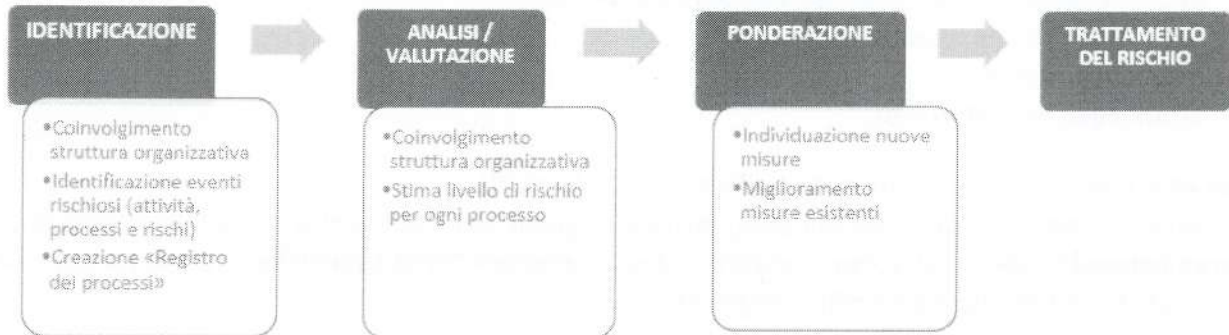 IDENTIFICAZIONE
•Coinvolgimento
struttura organizzativa
•Identificazione eventi
rischiosi (attività,
processi e rischi)
•Creazione «Registro
dei processi»
ANALISI /
VALUTAZIONE
•Coinvolgimento
struttura organizzativa
•Stima livello di rischio
per ogni processo
PONDERAZIONE
•Individuazione nuove
misure
•Miglioramento
misure esistenti
TRATTAMENTO
DEL RISCHIO